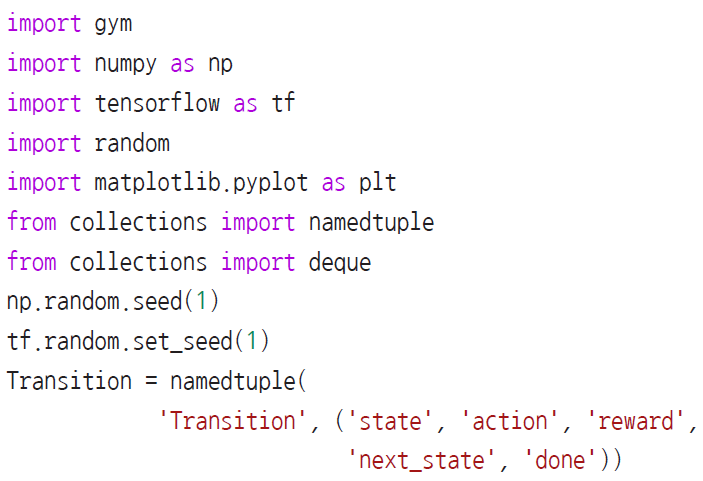 import gym
import numpy as np
import tensorflow as tf
import random
import matplotlib.pyplot as plt
from collections import namedtuple
from collections import deque
np.random.seed(1)
tf.random.set_seed(1)
Transition = namedtuple(
            'Transition', ('state', 'action', 'reward',
                           'next_state', 'done'))